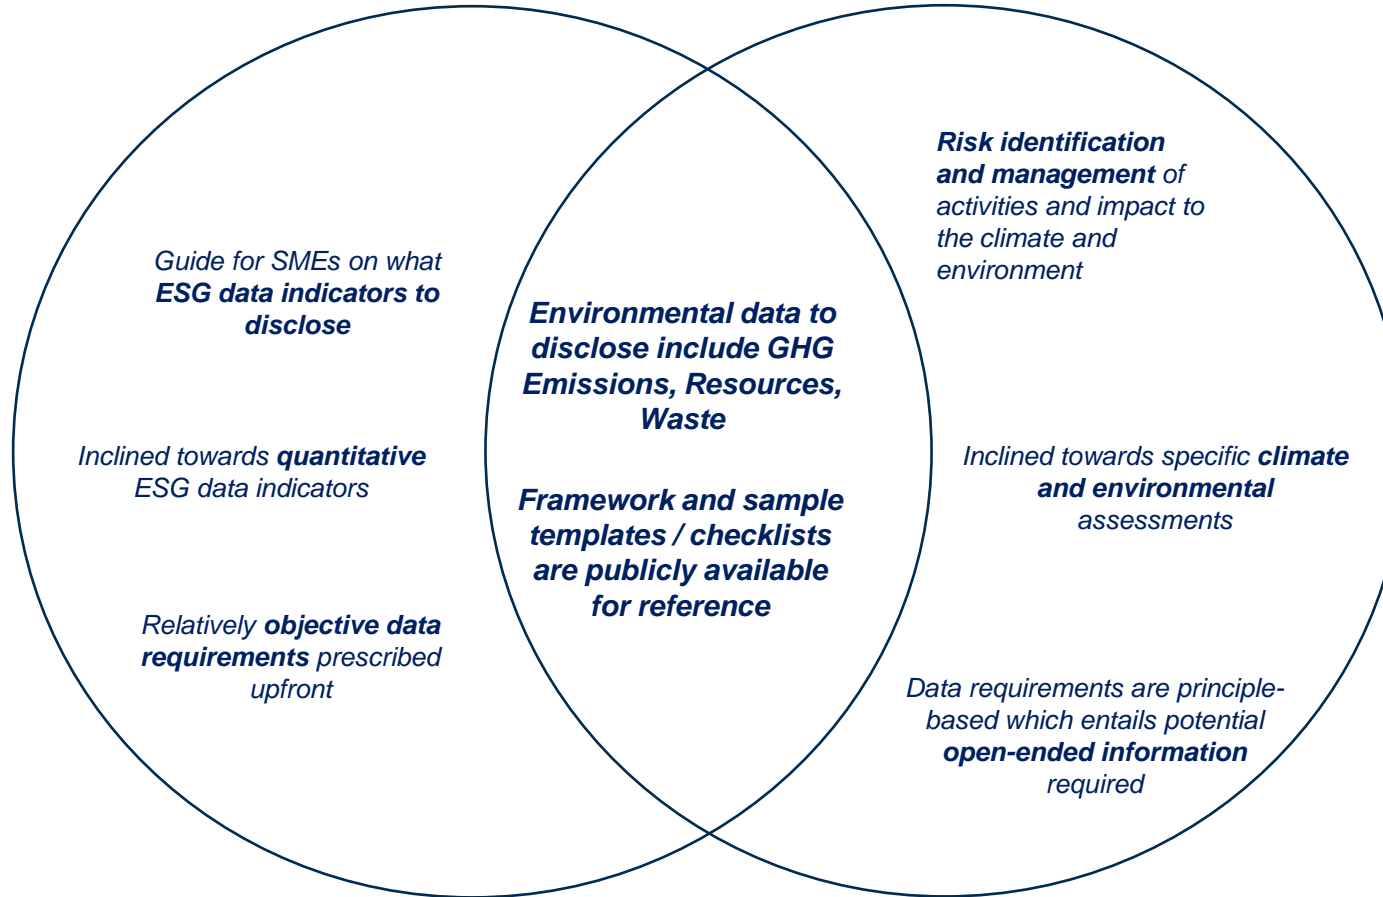 Guide for SMEs on what
ESG data indicators to
disclose
Inclined towards quantitative
ESG data indicators
Relatively objective data
requirements prescribed
upfront
Environmental data to
disclose include GHG
Emissions, Resources,
Waste
Framework and sample
templates / checklists
are publicly available
for reference
Risk identification
and management of
activities and impact to
the climate and
environment
Inclined towards specific climate
and environmental
assessments
Data requirements are principle-
based which entails potential
open-ended information
required